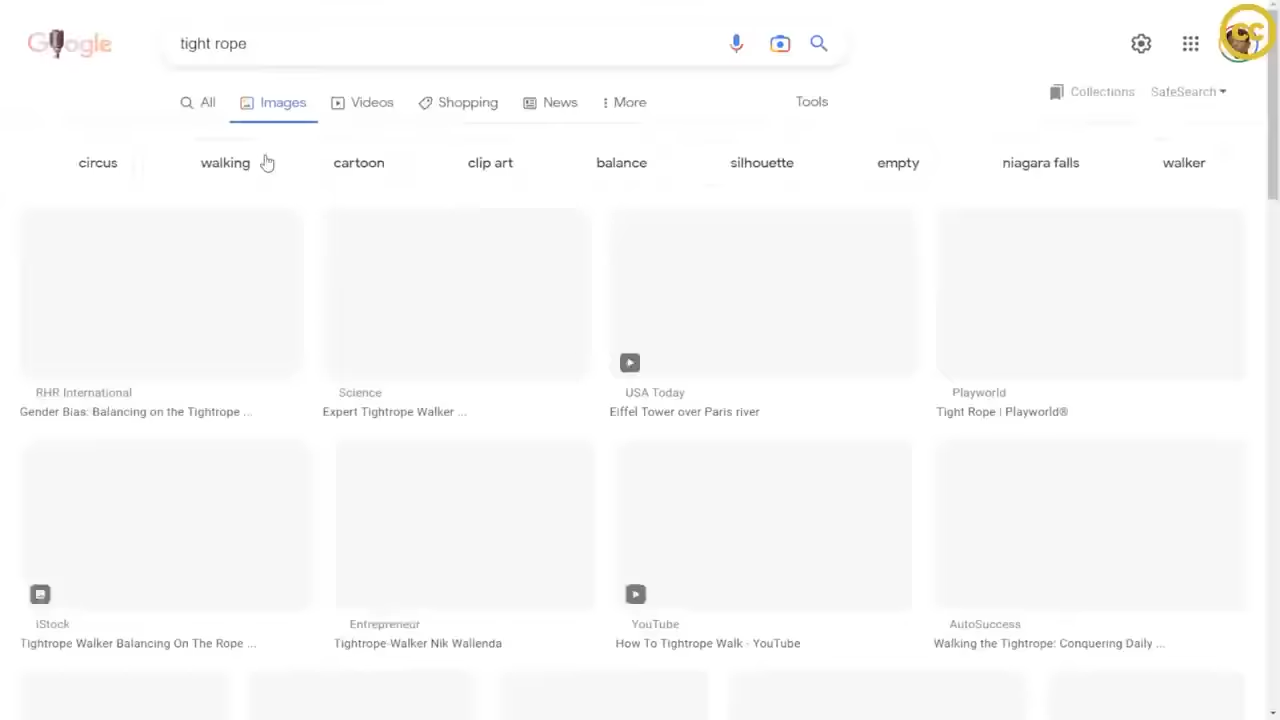 Google
tight rope
CC
All Images Videos Shopping News More Tools
Collections SafeSearch
circus walking cartoon clip art balance silhouette empty niagara falls walker
RHR International Science USA Today Playworld
Gender Bias: Balancing on the Tightrope ... Expert Tightrope Walker ... Eiffel Tower over Paris river Tight Rope | Playworld®
iStock Entrepreneur YouTube AutoSuccess
Tightrope Walker Balancing On The Rope ... Tightrope-Walker Nik Wallenda How To Tightrope Walk - YouTube Walking the Tightrope: Conquering Daily ...